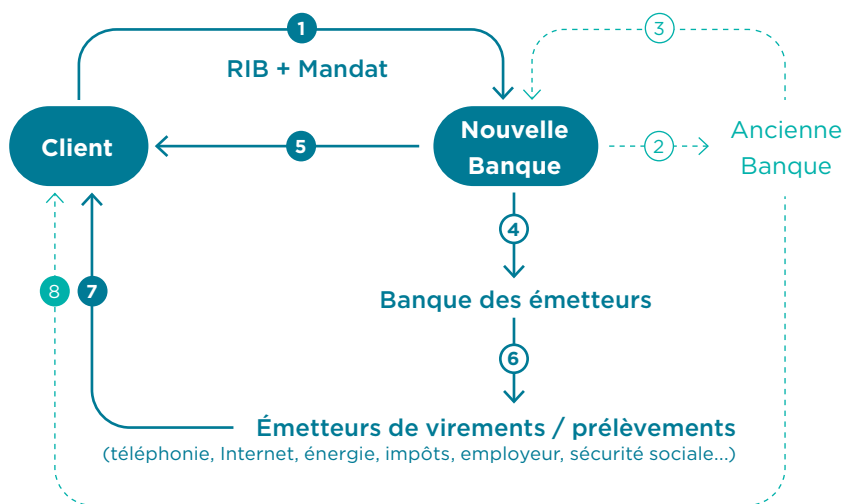 1
3
RIB + Mandat
Client
5
Nouvelle
Banque
2
Ancienne
Banque
4
8
7
Banque des émetteurs
6
Émetteurs de virements / prélèvements
(téléphonie, Internet, énergie, impôts, employeur, sécurité sociale...)